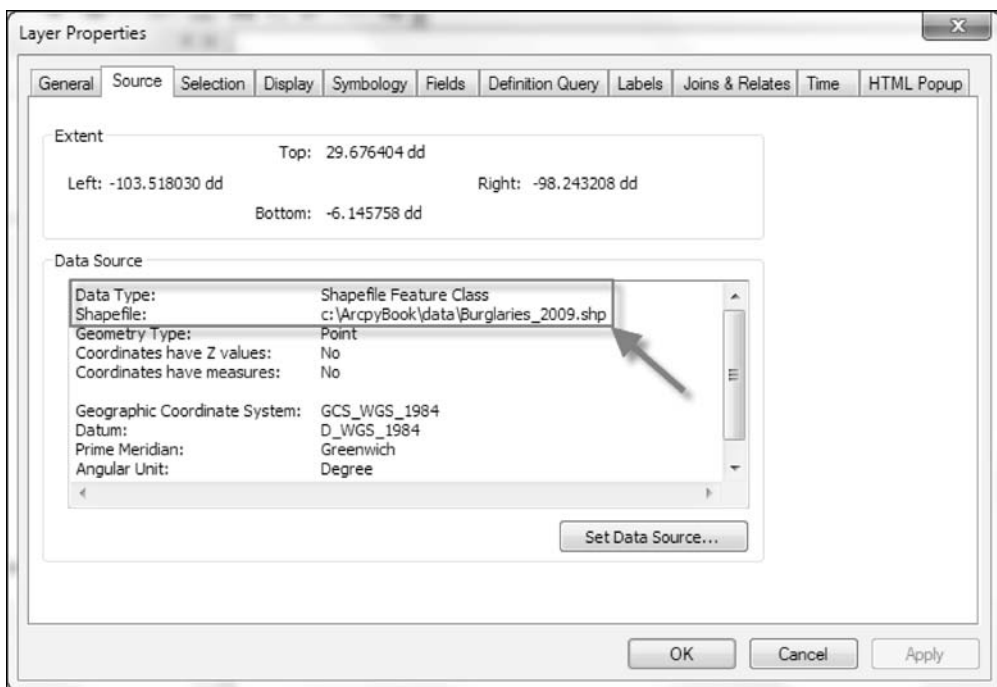 Layer Properties
General Source Selection Display Symbology Fields Definition Query Labels Joins & Relates Time HTML Popup
Extent
Top: 29.676404 dd
Left: -103.518030 dd Right: -98.243208 dd
Bottom: -6.145758 dd
Data Source
Data Type: Shapefile Feature Class
Shapefile: c:\ArcpyBook\data\Burglaries_2009.shp
Geometry Type: Point
Coordinates have Z values: No
Coordinates have measures: No
Geographic Coordinate System: GCS_WGS_1984
Datum: D_WGS_1984
Prime Meridian: Greenwich
Angular Unit: Degree
Set Data Source...
OK Cancel Apply